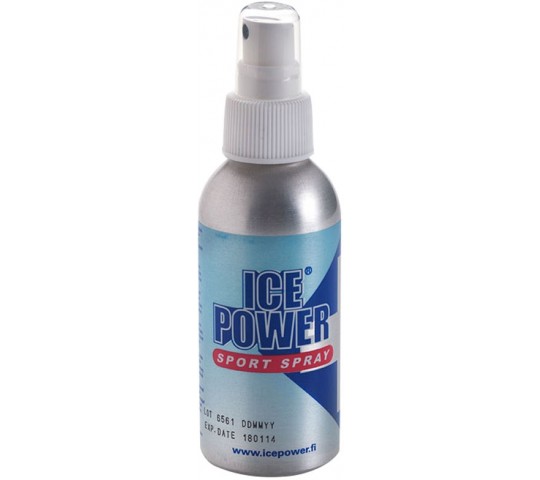 ICE®
POWER
SPORT SPRAY
LOT 6561 DDMMYY
EXP.DATE 180114
www.icepower.fi